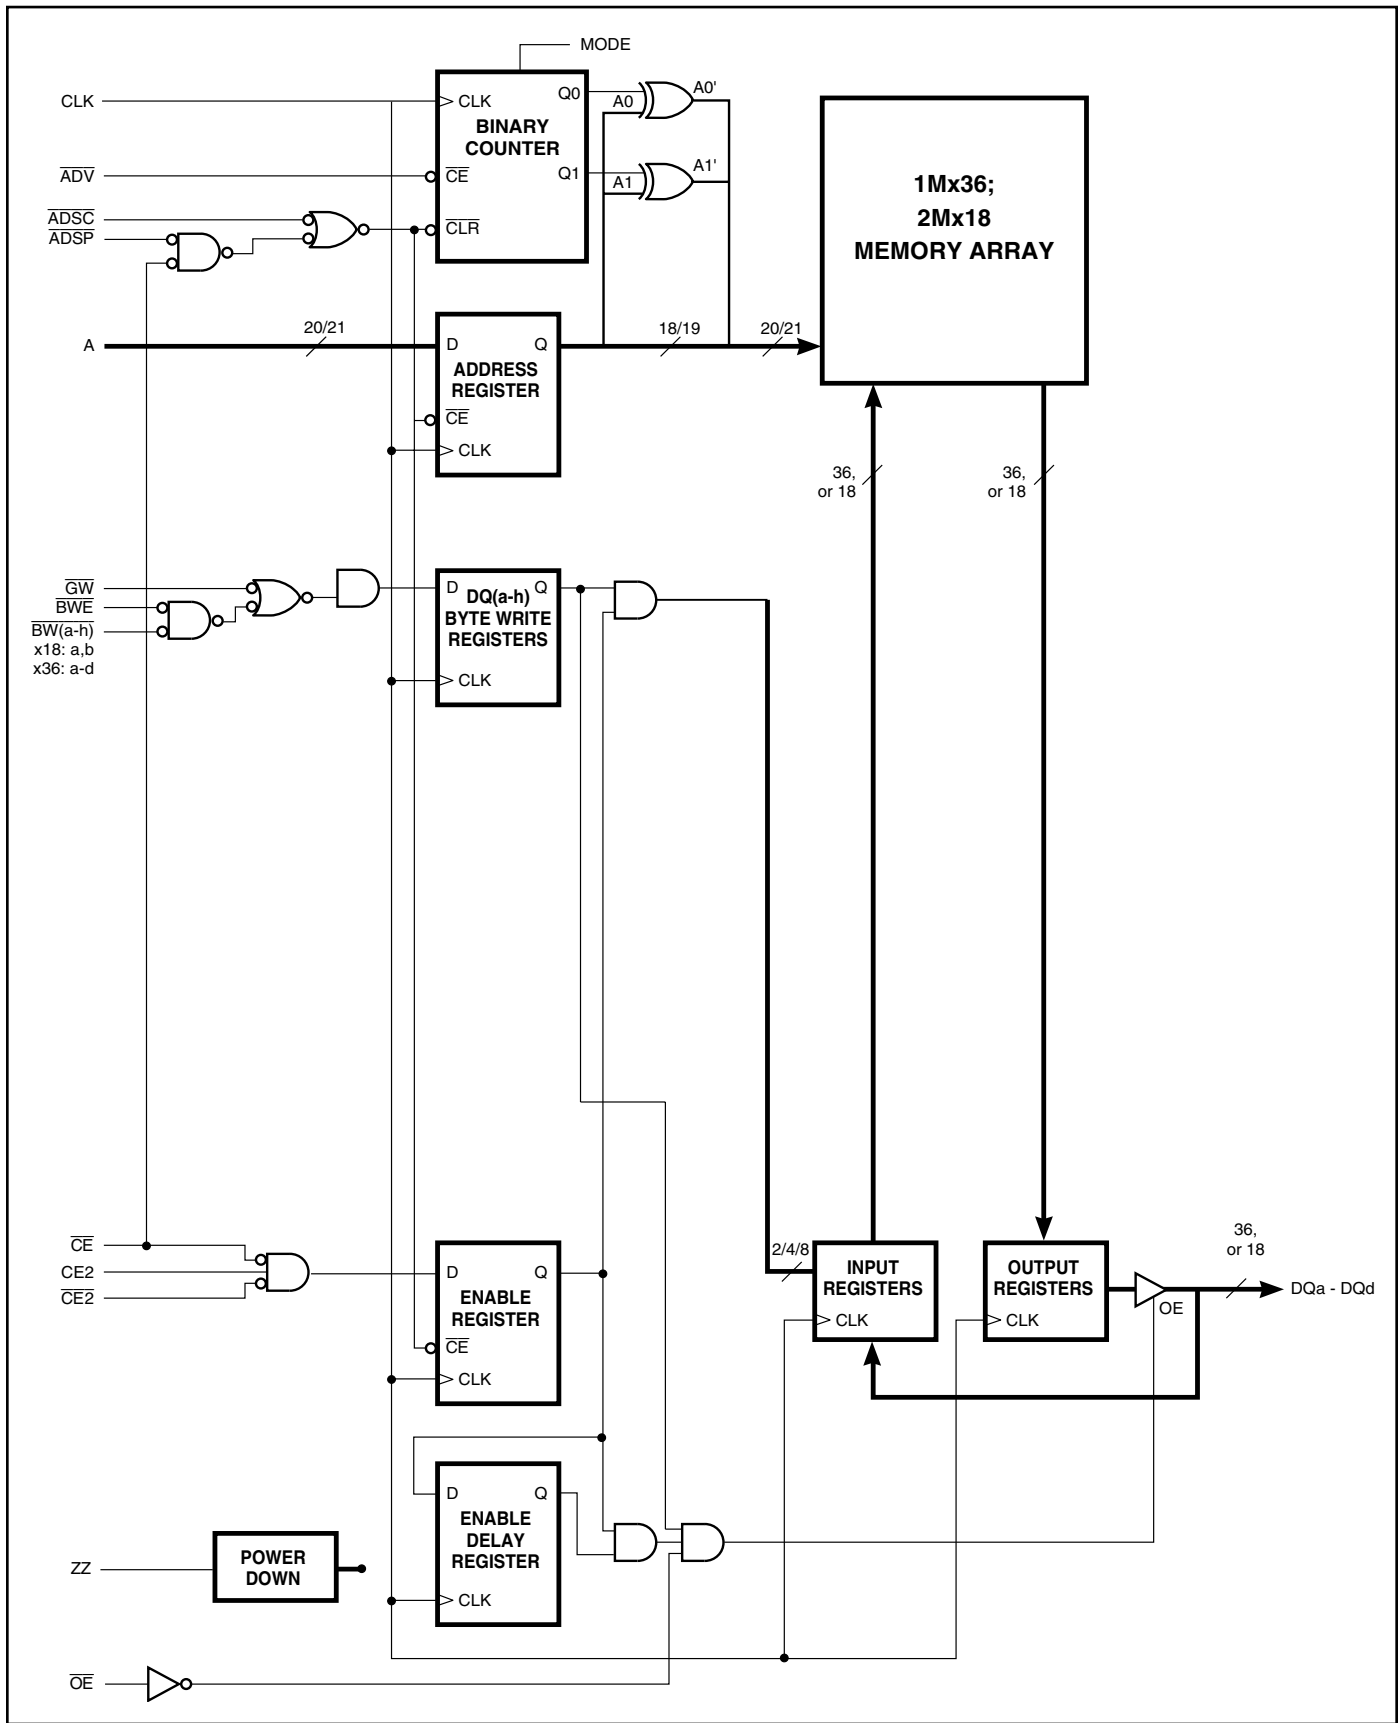 MODE
CLK
CLK
Q0
A0
A0'
BINARY
COUNTER
ADV
CE
Q1
A1
A1'
ADSC
ADSP
CLR
1Mx36;
2Mx18
MEMORY ARRAY
A
20/21
D
Q
18/19
20/21
ADDRESS
REGISTER
CE
CLK
36,
or 18
36,
or 18
GW
BWE
BW(a-h)
x18: a,b
x36: a-d
D
Q
DQ(a-h)
BYTE WRITE
REGISTERS
CLK
CE
CE2
CE2
D
Q
ENABLE
REGISTER
CE
CLK
2/4/8
INPUT
REGISTERS
CLK
OUTPUT
REGISTERS
CLK
OE
36,
or 18
DQa - DQd
D
Q
ENABLE
DELAY
REGISTER
CLK
ZZ
POWER
DOWN
OE